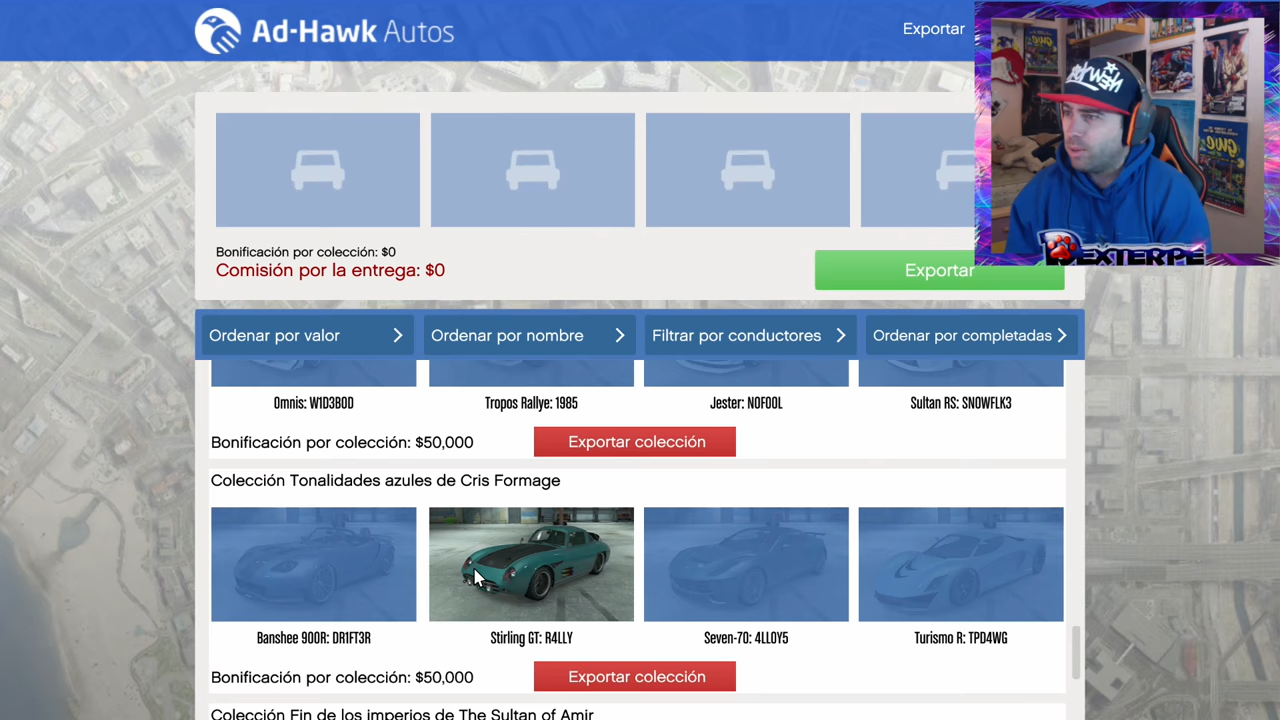 Ad-Hawk Autos
Exportar
Bonificación por colección: $0
Comisión por la entrega: $0
Exportar
DEXTERPE
Ordenar por valor
Ordenar por nombre
Filtrar por conductores
Ordenar por completadas
Omnis: W1D3B0D
Tropos Rallye: 1985
Jester: N0F00L
Sultan RS: SN0WFLK3
Bonificación por colección: $50,000
Exportar colección
Colección Tonalidades azules de Cris Formage
Banshee 900R: DR1FT3R
Stirling GT: R4LLY
Seven-70: 4LL0Y5
Turismo R: TPD4WG
Bonificación por colección: $50,000
Exportar colección
Colección Fin de los imperios de The Sultan of Amir